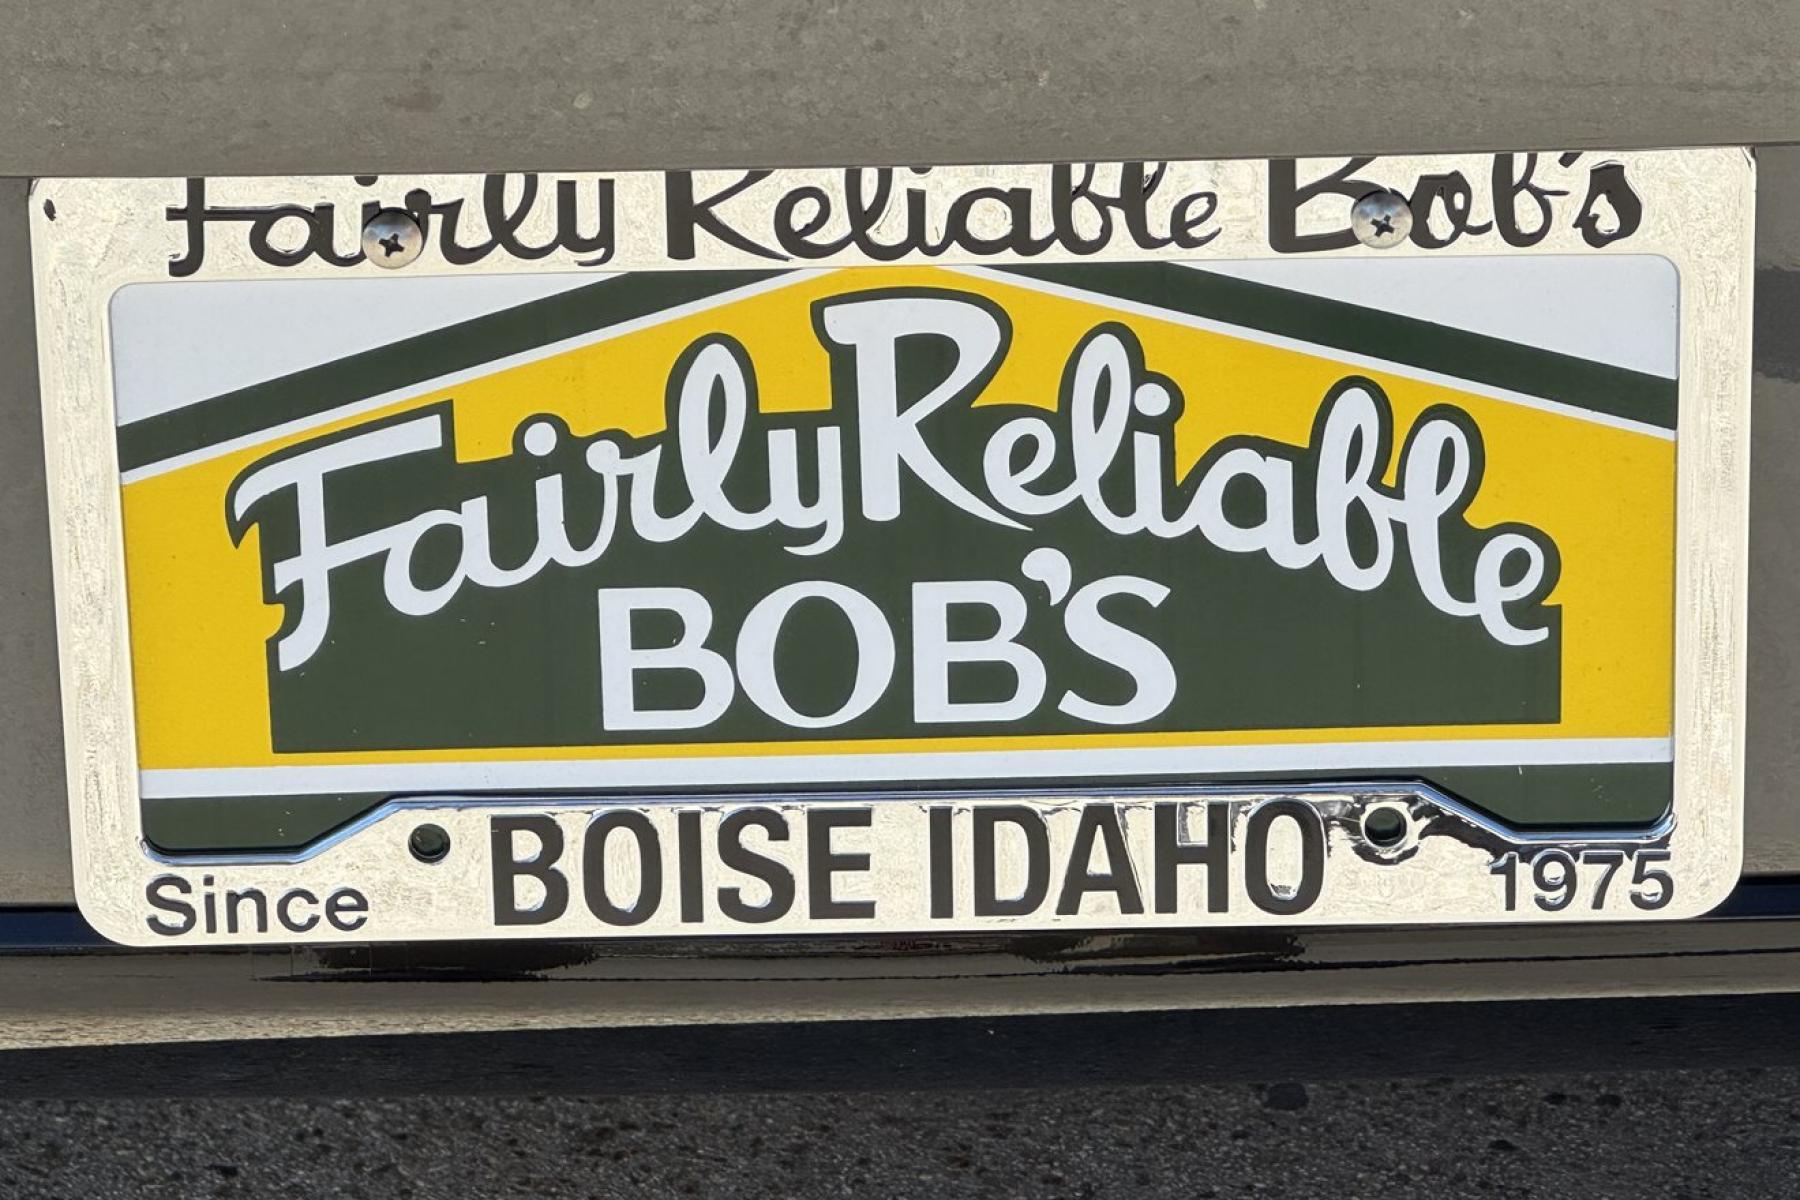 Fairly Reliable Bob's
Fairly Reliable
BOB'S
BOISE IDAHO
Since 1975